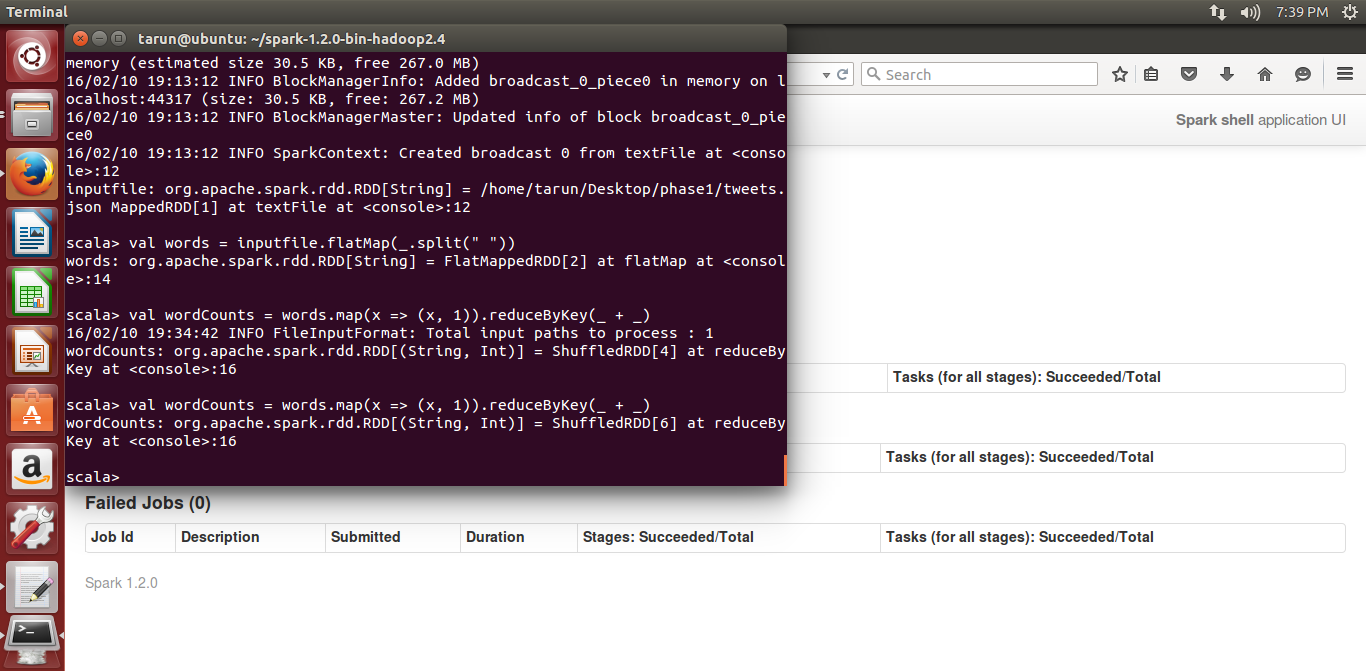 Terminal
7:39 PM
tarun@ubuntu: ~/spark-1.2.0-bin-hadoop2.4
memory (estimated size 30.5 KB, free 267.0 MB)
16/02/10 19:13:12 INFO BlockManagerInfo: Added broadcast_0_piece0 in memory on l
ocalhost:44317 (size: 30.5 KB, free: 267.2 MB)
16/02/10 19:13:12 INFO BlockManagerMaster: Updated info of block broadcast_0_pie
ce0
16/02/10 19:13:12 INFO SparkContext: Created broadcast 0 from textFile at <conso
le>:12
inputfile: org.apache.spark.rdd.RDD[String] = /home/tarun/Desktop/phase1/tweets.
json MappedRDD[1] at textFile at <console>:12
scala> val words = inputfile.flatMap(_.split(" "))
words: org.apache.spark.rdd.RDD[String] = FlatMappedRDD[2] at flatMap at <consol
e>:14
scala> val wordCounts = words.map(x => (x, 1)).reduceByKey(_ + _)
16/02/10 19:34:42 INFO FileInputFormat: Total input paths to process : 1
wordCounts: org.apache.spark.rdd.RDD[(String, Int)] = ShuffledRDD[4] at reduceBy
Key at <console>:16
scala> val wordCounts = words.map(x => (x, 1)).reduceByKey(_ + _)
wordCounts: org.apache.spark.rdd.RDD[(String, Int)] = ShuffledRDD[6] at reduceBy
Key at <console>:16
scala>
Search
Spark shell application UI
Tasks (for all stages): Succeeded/Total
Tasks (for all stages): Succeeded/Total
Failed Jobs (0)
Job Id Description Submitted Duration Stages: Succeeded/Total Tasks (for all stages): Succeeded/Total
Spark 1.2.0